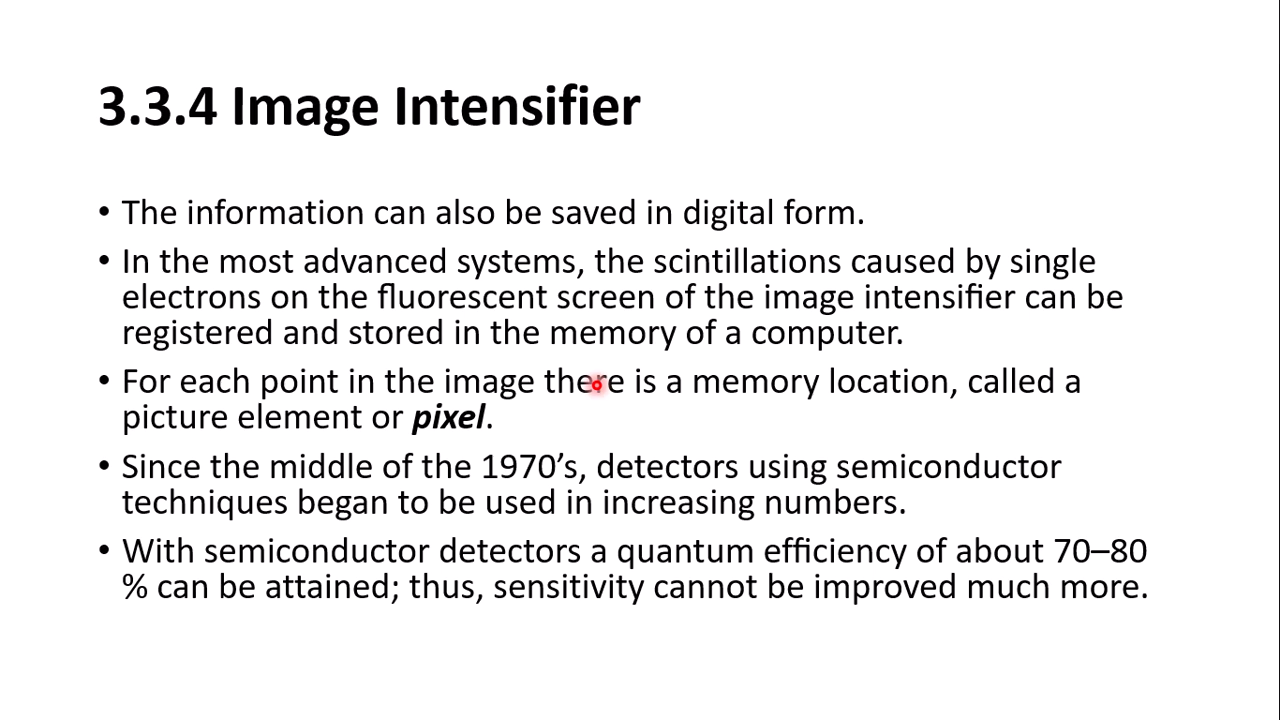 3.3.4 Image Intensifier
• The information can also be saved in digital form.
• In the most advanced systems, the scintillations caused by single
electrons on the fluorescent screen of the image intensifier can be
registered and stored in the memory of a computer.
• For each point in the image there is a memory location, called a
picture element or pixel.
• Since the middle of the 1970’s, detectors using semiconductor
techniques began to be used in increasing numbers.
• With semiconductor detectors a quantum efficiency of about 70–80
% can be attained; thus, sensitivity cannot be improved much more.